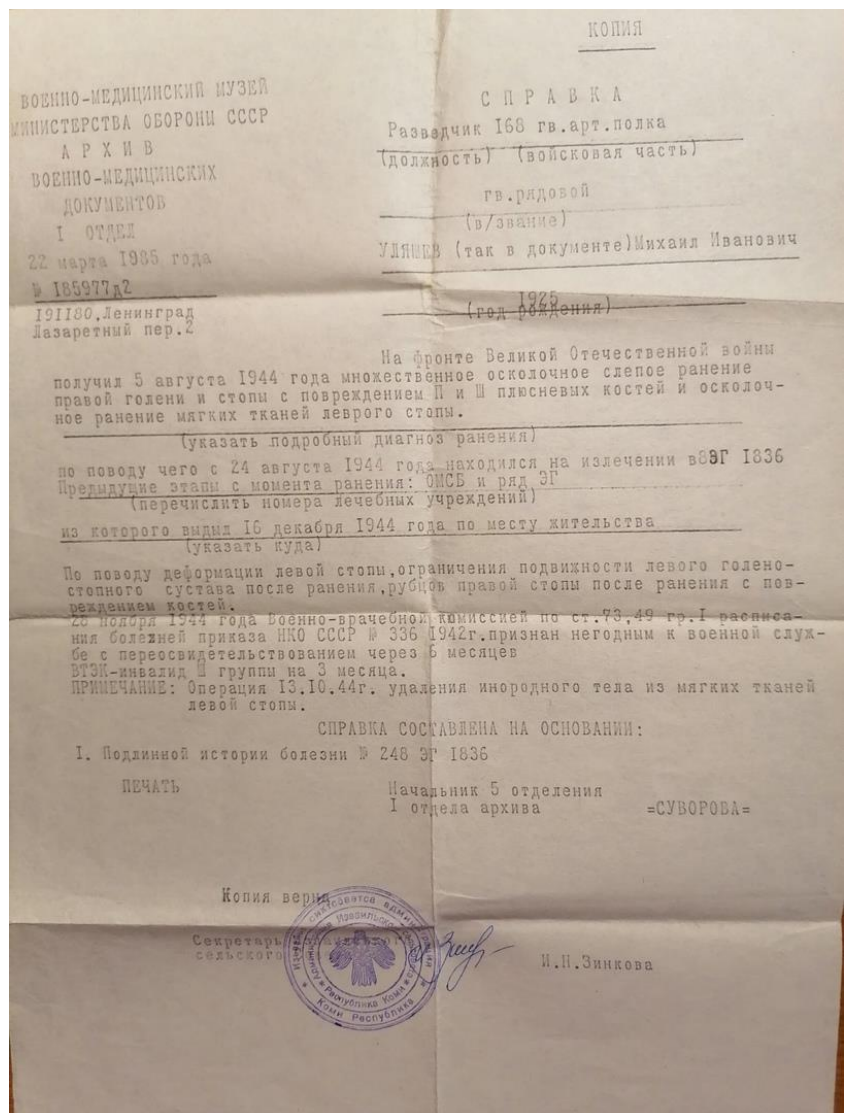 КОПИЯ
ВОЕННО-МЕДИЦИНСКИЙ МУЗЕЙ
МИНИСТЕРСТВА ОБОРОНЫ СССР
А Р Х И В
ВОЕННО-МЕДИЦИНСКИХ
ДОКУМЕНТОВ
I ОТДЕЛ
22 марта 1985 года
№ 185977д2
191180,Ленинград
Лазаретный пер.2
С П Р А В К А
Разведчик 168 гв.арт.полка
(должность) (войсковая часть)
гв.рядовой
(в/звание)
УЛЯШЕВ (так в документе)Михаил Иванович
1925
(год рождения)
На фронте Великой Отечественной войны
получил 5 августа 1944 года множественное осколочное слепое ранение
правой голени и стопы с повреждением П и Ш плюсневых костей и осколоч-
ное ранение мягких тканей леврого стопы.
(указать подробный диагноз ранения)
по поводу чего с 24 августа 1944 года находился на излечении в ЭГ 1836
Предыдущие этапы с момента ранения: ОМСБ и ряд ЭГ
(перечислить номера лечебных учреждений)
из которого выдыл 16 декабря 1944 года по месту жительства
(указать куда)
По поводу деформации левой стопы,ограничения подвижности левого голено-
стопного сустава после ранения,рубцов правой стопы после ранения с пов-
реждением костей.
28 ноября 1944 года Военно-врачебной комиссией по ст.73,49 гр.I расписа-
ния болезней приказа НКО СССР № 336 1942г.признан негодным к военной служ-
бе с переосвидетельствованием через 6 месяцев
ВТЭК-инвалид Ш группы на 3 месяца.
ПРИМЕЧАНИЕ: Операция 13.10.44г. удаления инородного тела из мягких тканей
левой стопы.
СПРАВКА СОСТАВЛЕНА НА ОСНОВАНИИ:
I. Подлинной истории болезни № 248 ЭГ 1836
ПЕЧАТЬ
Начальник 5 отделения
I отдела архива =СУВОРОВА=
Копия верна
Секретарь
сельского
И.Н.Зинкова
Республика Коми
Коми Республика